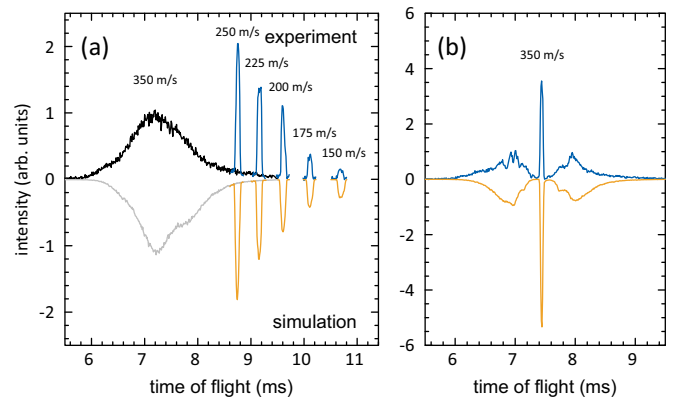 (a)
250 m/s
experiment
225 m/s
350 m/s
200 m/s
175 m/s
150 m/s
simulation
intensity (arb. units)
2
1
0
-1
-2
6
7
8
9
10
11
time of flight (ms)
(b)
350 m/s
6
4
2
0
-2
-4
-6
6
7
8
9
time of flight (ms)